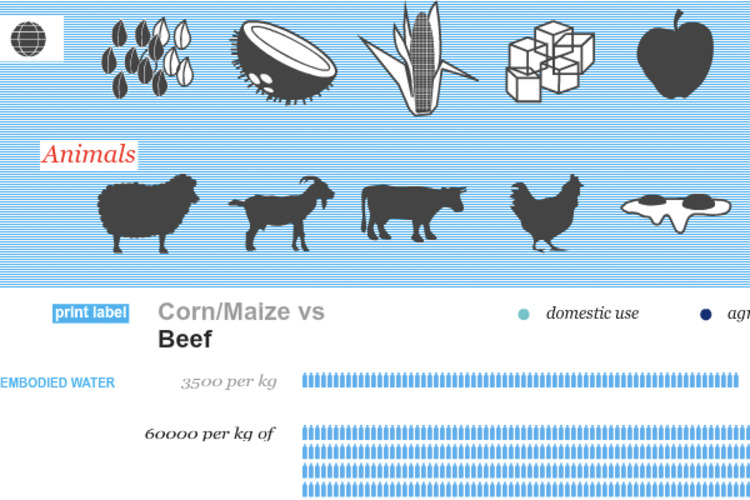 Animals
print label
Corn/Maize vs
Beef
domestic use
agr
EMBODIED WATER
3500 per kg
60000 per kg of